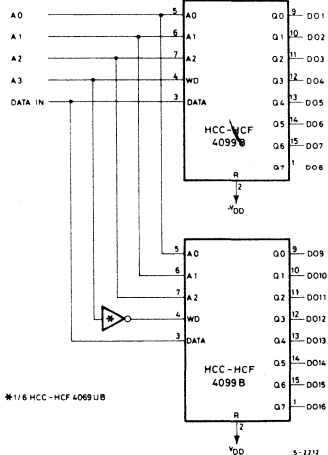 A0 5 A0 Q0 9 DO1
A1 6 A1 Q1 10 DO2
A2 7 A2 Q2 11 DO3
A3 4 WD Q3 12 DO4
DATA IN 3 DATA Q4 13 DO5
Q5 14 DO6
HCC-HCF Q6 15 DO7
4099B Q7 1 DO8
R
2
VDD
5 A0 Q0 9 DO9
6 A1 Q1 10 DO10
7 A2 Q2 11 DO11
* 4 WD Q3 12 DO12
3 DATA Q4 13 DO13
Q5 14 DO14
HCC-HCF Q6 15 DO15
4099B Q7 1 DO16
*1/6 HCC-HCF 4069UB
R
2
VDD
S-2212